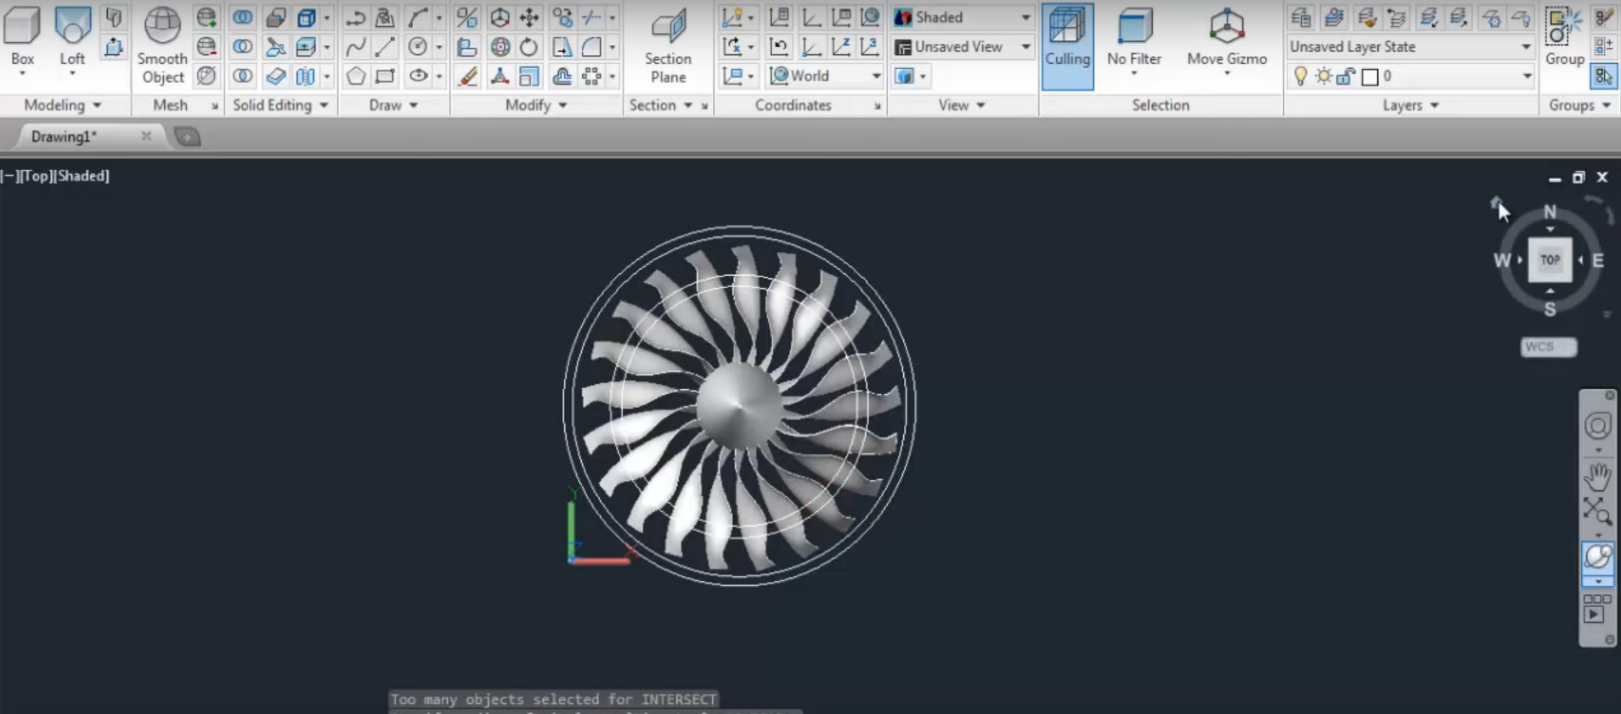 Box
Loft
Smooth
Object
Section
Plane
World
Shaded
Unsaved View
Culling
No Filter
Move Gizmo
Unsaved Layer State
0
Group
Modeling
Mesh
Solid Editing
Draw
Modify
Section
Coordinates
View
Selection
Layers
Groups
Drawing1*
[−][Top][Shaded]
N
W
TOP
E
S
WCS
Y
X
Too many objects selected for INTERSECT